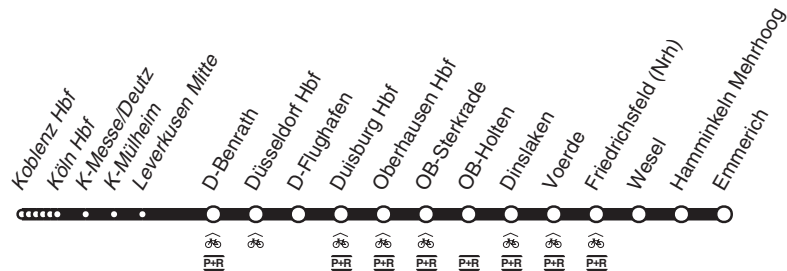 Koblenz Hbf
Köln Hbf
K-Messe/Deutz
K-Mülheim
Leverkusen Mitte
D-Benrath
Düsseldorf Hbf
D-Flughafen
Duisburg Hbf
Oberhausen Hbf
OB-Sterkrade
OB-Holten
Dinslaken
Voerde
Friedrichsfeld (Nrh)
Wesel
Hamminkeln Mehrhoog
Emmerich
P+R
P+R
P+R
P+R
P+R
P+R
P+R
P+R